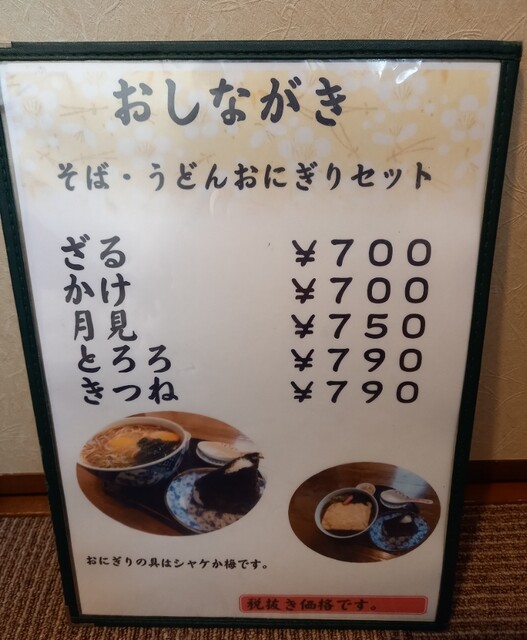 おしながき
そば・うどんおにぎりセット
ざる ¥700
かけ ¥700
月見 ¥750
とろろ ¥790
きつね ¥790
おにぎりの具はシャケか梅です。
税抜き価格です。